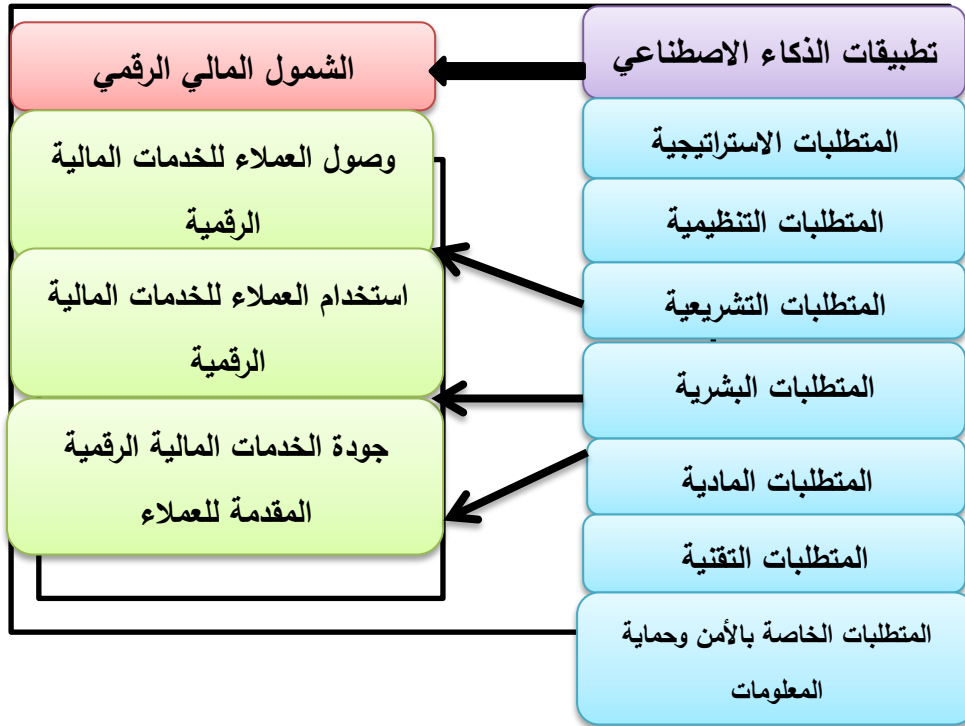 تطبيقات الذكاء الاصطناعي
المتطلبات الاستراتيجية
المتطلبات التنظيمية
المتطلبات التشريعية
المتطلبات البشرية
المتطلبات المادية
المتطلبات التقنية
المتطلبات الخاصة بالأمن وحماية
المعلومات
الشمول المالي الرقمي
وصول العملاء للخدمات المالية
الرقمية
استخدام العملاء للخدمات المالية
الرقمية
جودة الخدمات المالية الرقمية
المقدمة للعملاء